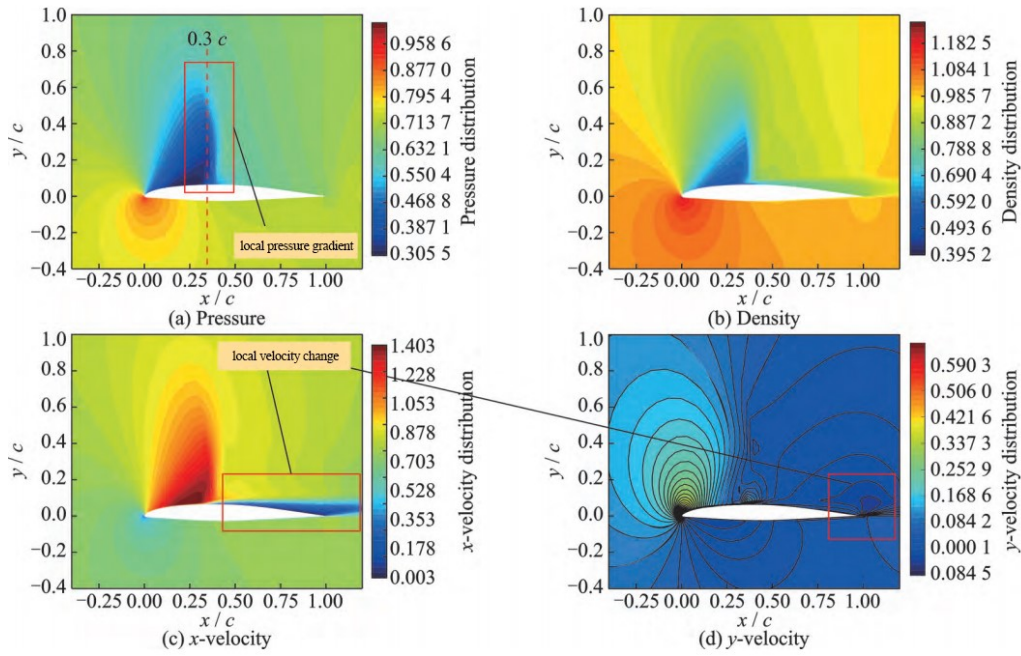 1.0
0.8
0.6
0.4
0.2
0.0
−0.2
−0.4
y / c
0.3 c
local pressure gradient
−0.25 0.00 0.25 0.50 0.75 1.00
x / c
0.958 6
0.877 0
0.795 4
0.713 7
0.632 1
0.550 4
0.468 8
0.387 1
0.305 5
Pressure distribution
(a) Pressure
1.0
0.8
0.6
0.4
0.2
0.0
−0.2
−0.4
y / c
−0.25 0.00 0.25 0.50 0.75 1.00
x / c
1.182 5
1.084 1
0.985 7
0.887 2
0.788 8
0.690 4
0.592 0
0.493 6
0.395 2
Density distribution
(b) Density
1.0
0.8
0.6
0.4
0.2
0.0
−0.2
−0.4
y / c
local velocity change
−0.25 0.00 0.25 0.50 0.75 1.00
x / c
1.403
1.228
1.053
0.878
0.703
0.528
0.353
0.178
0.003
x-velocity distribution
(c) x-velocity
1.0
0.8
0.6
0.4
0.2
0.0
−0.2
−0.4
y / c
−0.25 0.00 0.25 0.50 0.75 1.00
x / c
0.590 3
0.506 0
0.421 6
0.337 3
0.252 9
0.168 6
0.084 2
0.000 1
0.084 5
y-velocity distribution
(d) y-velocity